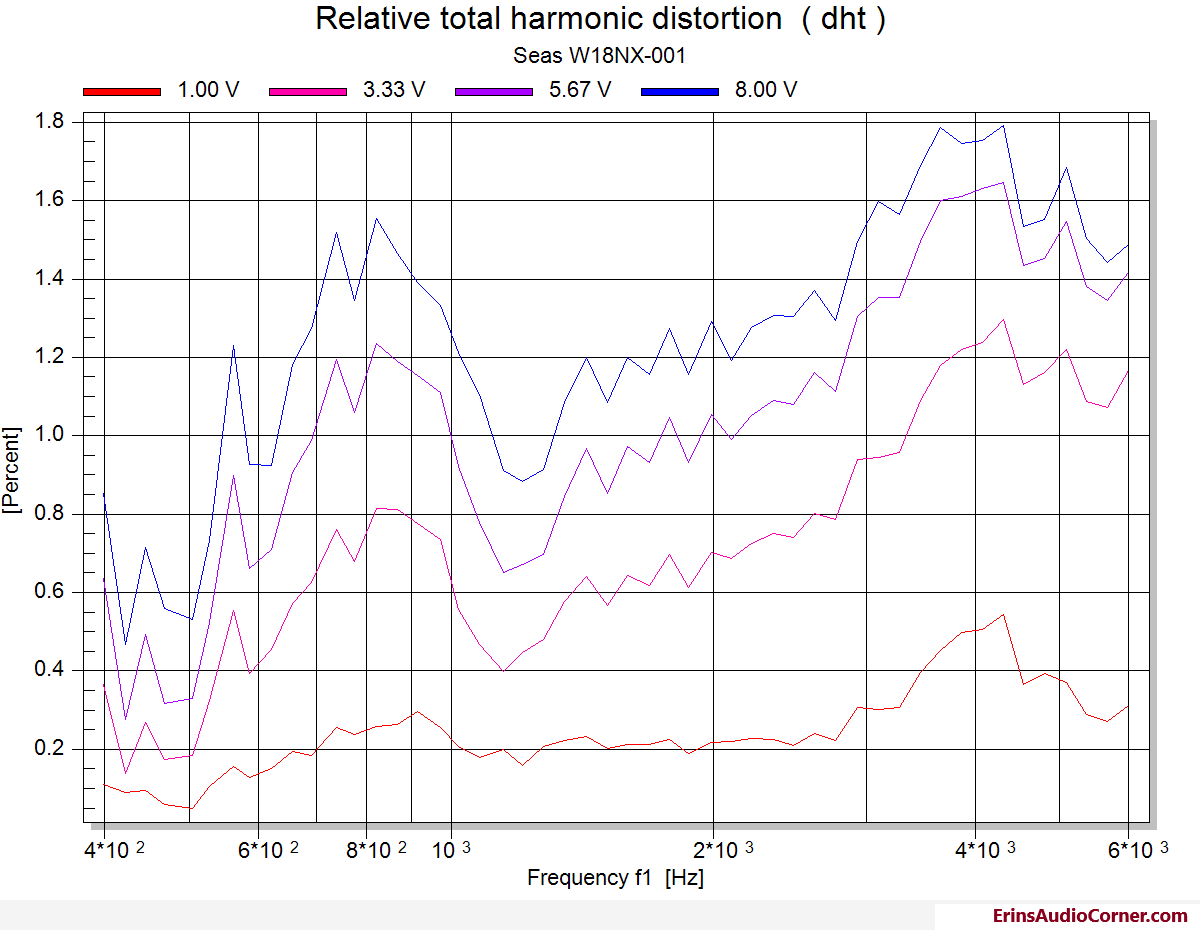 Relative total harmonic distortion ( dht )
Seas W18NX-001
1.00 V 3.33 V 5.67 V 8.00 V
1.8
1.6
1.4
1.2
1.0
0.8
0.6
0.4
0.2
[Percent]
4*10 2 6*10 2 8*10 2 10 3 2*10 3 4*10 3 6*10 3
Frequency f1 [Hz]
ErinsAudioCorner.com